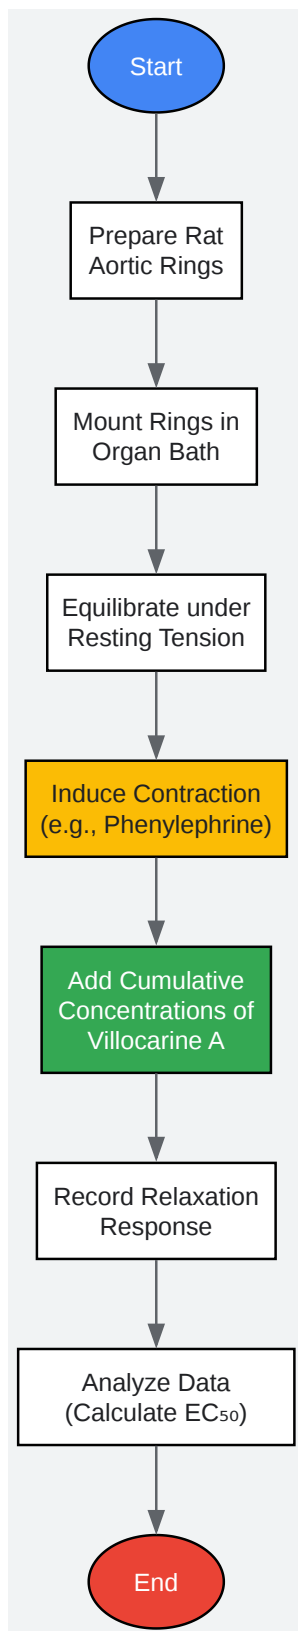 Start
Prepare Rat
Aortic Rings
Mount Rings in
Organ Bath
Equilibrate under
Resting Tension
Induce Contraction
(e.g., Phenylephrine)
Add Cumulative
Concentrations of
Villocarine A
Record Relaxation
Response
Analyze Data
(Calculate EC₅₀)
End